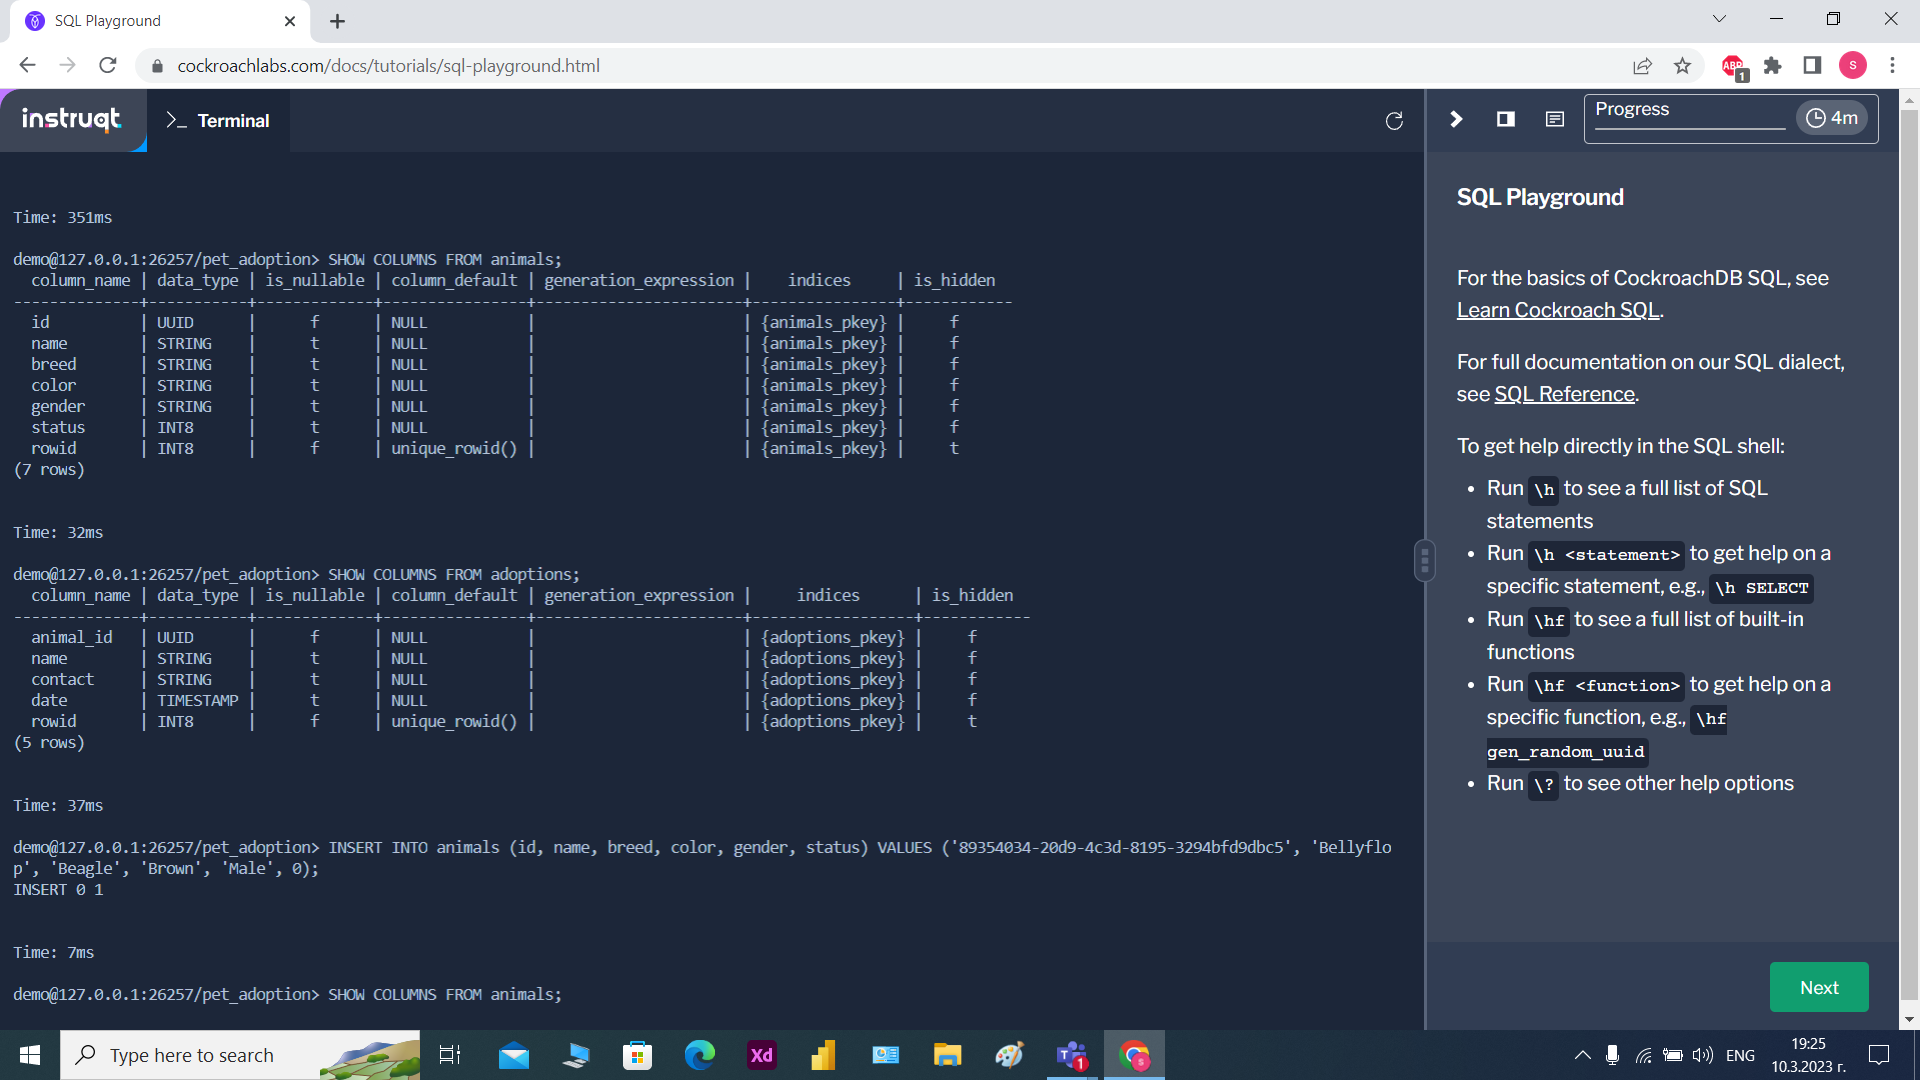 SQL Playground
cockroachlabs.com/docs/tutorials/sql-playground.html
ABP
1
S
instruqt
>_ Terminal
Progress
4m
Time: 351ms
demo@127.0.0.1:26257/pet_adoption> SHOW COLUMNS FROM animals;
column_name | data_type | is_nullable | column_default | generation_expression | indices | is_hidden
--------------+-----------+-------------+----------------+-----------------------+----------------+------------
id | UUID | f | NULL | | {animals_pkey} | f
name | STRING | t | NULL | | {animals_pkey} | f
breed | STRING | t | NULL | | {animals_pkey} | f
color | STRING | t | NULL | | {animals_pkey} | f
gender | STRING | t | NULL | | {animals_pkey} | f
status | INT8 | t | NULL | | {animals_pkey} | f
rowid | INT8 | f | unique_rowid() | | {animals_pkey} | t
(7 rows)
Time: 32ms
demo@127.0.0.1:26257/pet_adoption> SHOW COLUMNS FROM adoptions;
column_name | data_type | is_nullable | column_default | generation_expression | indices | is_hidden
--------------+-----------+-------------+----------------+-----------------------+------------------+------------
animal_id | UUID | f | NULL | | {adoptions_pkey} | f
name | STRING | t | NULL | | {adoptions_pkey} | f
contact | STRING | t | NULL | | {adoptions_pkey} | f
date | TIMESTAMP | t | NULL | | {adoptions_pkey} | f
rowid | INT8 | f | unique_rowid() | | {adoptions_pkey} | t
(5 rows)
Time: 37ms
demo@127.0.0.1:26257/pet_adoption> INSERT INTO animals (id, name, breed, color, gender, status) VALUES ('89354034-20d9-4c3d-8195-3294bfd9dbc5', 'Bellyflo
p', 'Beagle', 'Brown', 'Male', 0);
INSERT 0 1
Time: 7ms
demo@127.0.0.1:26257/pet_adoption> SHOW COLUMNS FROM animals;
SQL Playground
For the basics of CockroachDB SQL, see
Learn Cockroach SQL.
For full documentation on our SQL dialect,
see SQL Reference.
To get help directly in the SQL shell:
• Run \h to see a full list of SQL
statements
• Run \h <statement> to get help on a
specific statement, e.g., \h SELECT
• Run \hf to see a full list of built-in
functions
• Run \hf <function> to get help on a
specific function, e.g., \hf
gen_random_uuid
• Run \? to see other help options
Next
Type here to search
Xd
T
1
S
ENG
19:25
10.3.2023 г.